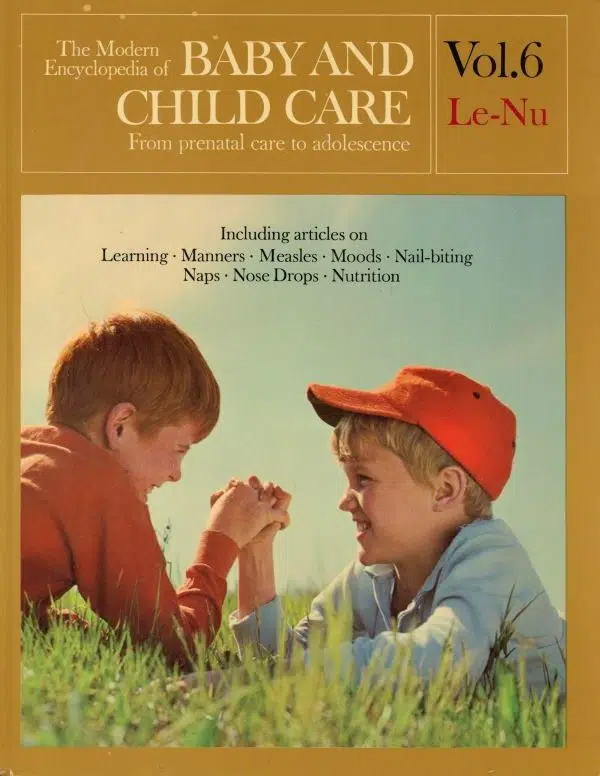 The Modern
Encyclopedia of BABY AND
CHILD CARE
From prenatal care to adolescence
Vol.6
Le-Nu
Including articles on
Learning · Manners · Measles · Moods · Nail-biting
Naps · Nose Drops · Nutrition